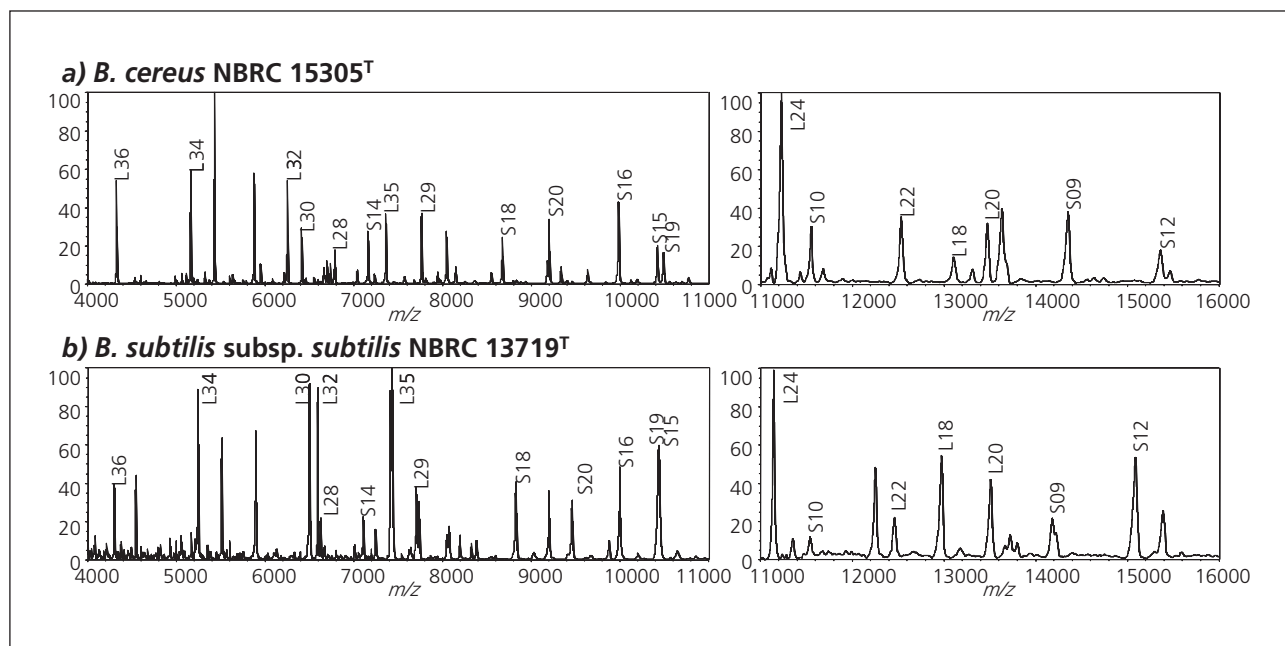 a) B. cereus NBRC 15305T
100
80
60
40
20
0
L36
L34
L32
L30
L28
S14
L35
L29
S18
S20
S16
S15
S19
4000 5000 6000 7000 8000 9000 10000 11000
m/z
100
80
60
40
20
0
L24
S10
L22
L18
L20
S09
S12
11000 12000 13000 14000 15000 16000
m/z
b) B. subtilis subsp. subtilis NBRC 13719T
100
80
60
40
20
0
L36
L34
L30
L32
L28
S14
L35
L29
S18
S20
S16
S19
S15
4000 5000 6000 7000 8000 9000 10000 11000
m/z
100
80
60
40
20
0
L24
S10
L22
L18
L20
S09
S12
11000 12000 13000 14000 15000 16000
m/z